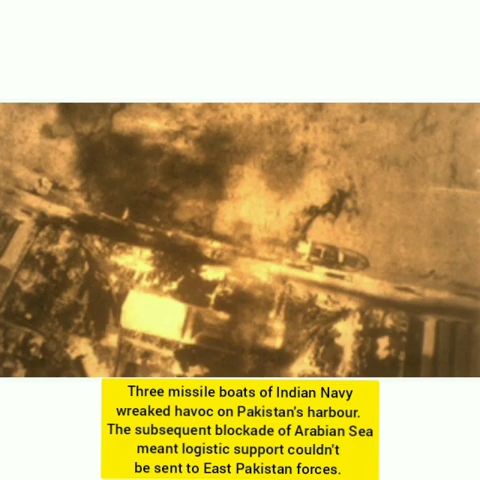 Three missile boats of Indian Navy
wreaked havoc on Pakistan's harbour.
The subsequent blockade of Arabian Sea
meant logistic support couldn't
be sent to East Pakistan forces.